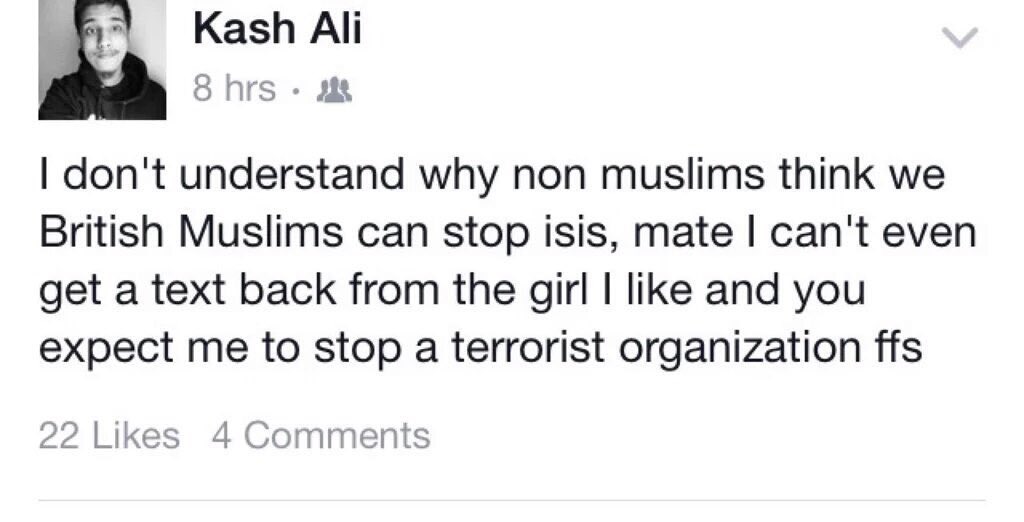 Kash Ali
8 hrs ·
I don't understand why non muslims think we
British Muslims can stop isis, mate I can't even
get a text back from the girl I like and you
expect me to stop a terrorist organization ffs
22 Likes 4 Comments